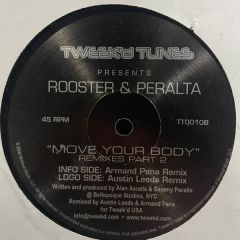 TWEEK'D TUNES
PRESENTS
ROOSTER & PERALTA
45 RPM
TT0010B
"MOVE YOUR BODY"
REMIXES PART 2
INFO SIDE: Armand Pena Remix
LOGO SIDE: Austin Leeds Remix
Written and produced by Alan Asusta & Sammy Peralta
@ Bellepoque Studios, NYC
Remixed by Austin Leeds & Armand Pena
for Tweek'd USA
info@tweekd.com